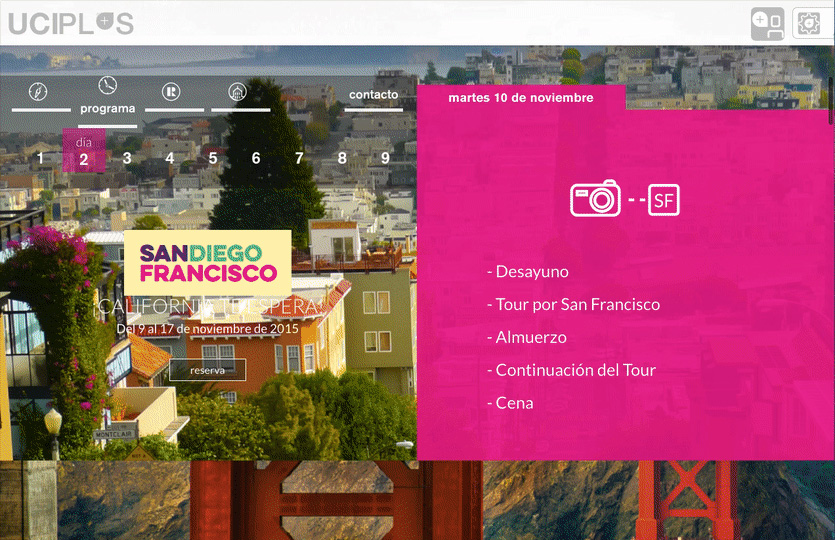 UCIPLUS
programa
contacto
día
1 2 3 4 5 6 7 8 9
SANDIEGO
FRANCISCO
¡CALIFORNIA TE ESPERA!
Del 9 al 17 de noviembre de 2015
reserva
MONTCLAIR
martes 10 de noviembre
SF
- Desayuno
- Tour por San Francisco
- Almuerzo
- Continuación del Tour
- Cena